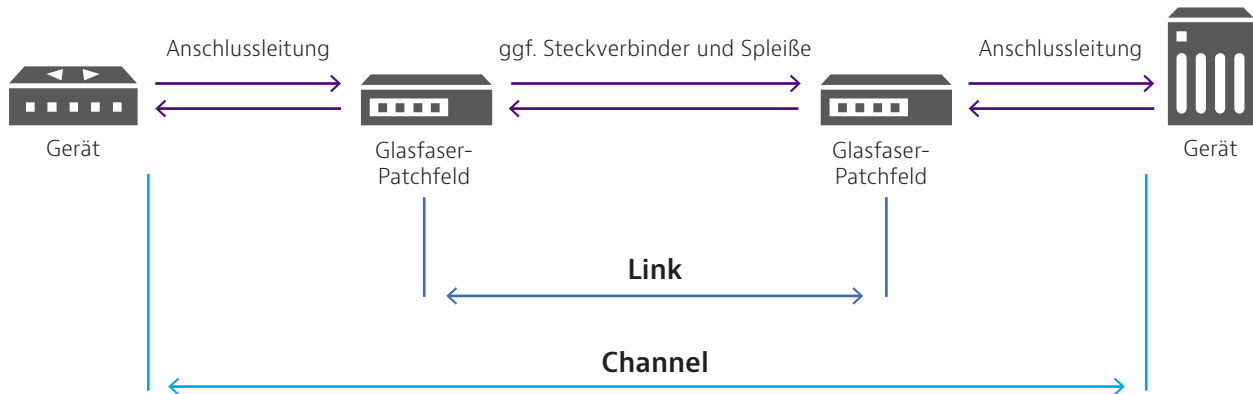 Anschlussleitung
ggf. Steckverbinder und Spleiße
Anschlussleitung
Gerät
Glasfaser-
Patchfeld
Glasfaser-
Patchfeld
Gerät
Link
Channel